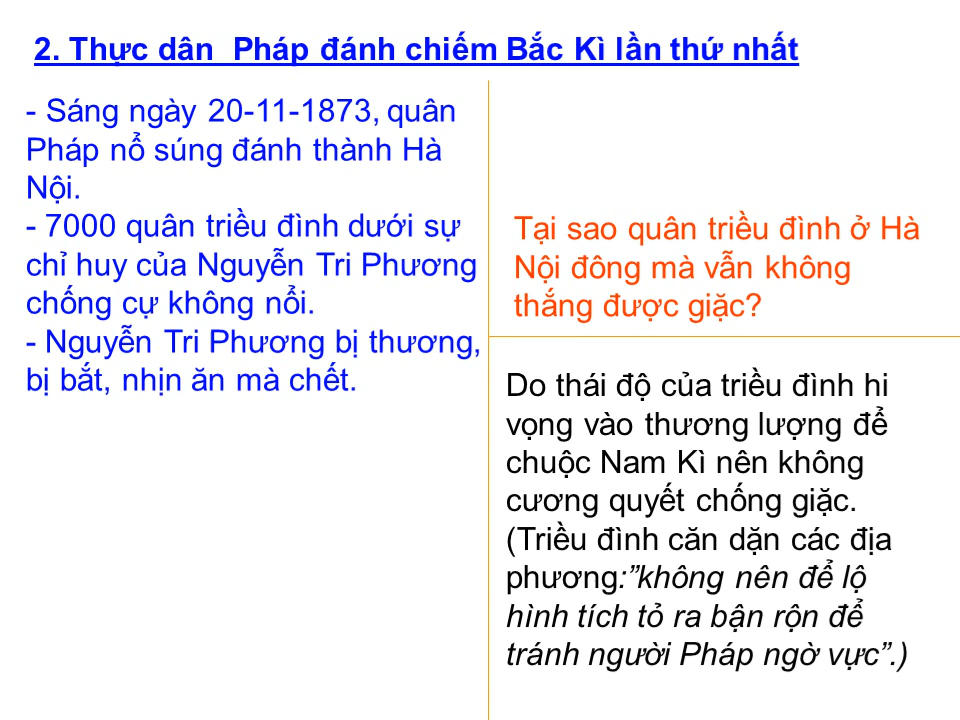 2. Thực dân  Pháp đánh chiếm Bắc Kì lần thứ nhất
- Sáng ngày 20-11-1873, quân
Pháp nổ súng đánh thành Hà
Nội.
- 7000 quân triều đình dưới sự
chỉ huy của Nguyễn Tri Phương
chống cự không nổi.
- Nguyễn Tri Phương bị thương,
bị bắt, nhịn ăn mà chết.
Tại sao quân triều đình ở Hà
Nội đông mà vẫn không
thắng được giặc?
Do thái độ của triều đình hi
vọng vào thương lượng để
chuộc Nam Kì nên không
cương quyết chống giặc.
(Triều đình căn dặn các địa
phương:”không nên để lộ
hình tích tỏ ra bận rộn để
tránh người Pháp ngờ vực”.)